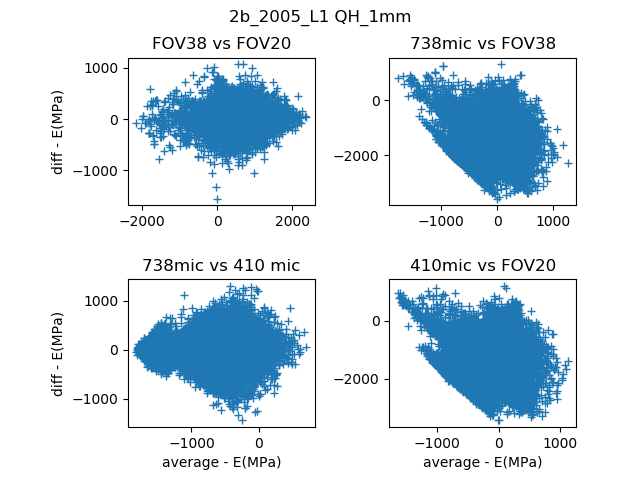 2b_2005_L1 QH_1mm
FOV38 vs FOV20
738mic vs FOV38
diff - E(MPa)
1000
0
−1000
−2000
0
2000
0
−2000
−1000
0
1000
738mic vs 410 mic
410mic vs FOV20
diff - E(MPa)
1000
0
−1000
−1000
0
average - E(MPa)
0
−2000
−1000
0
1000
average - E(MPa)